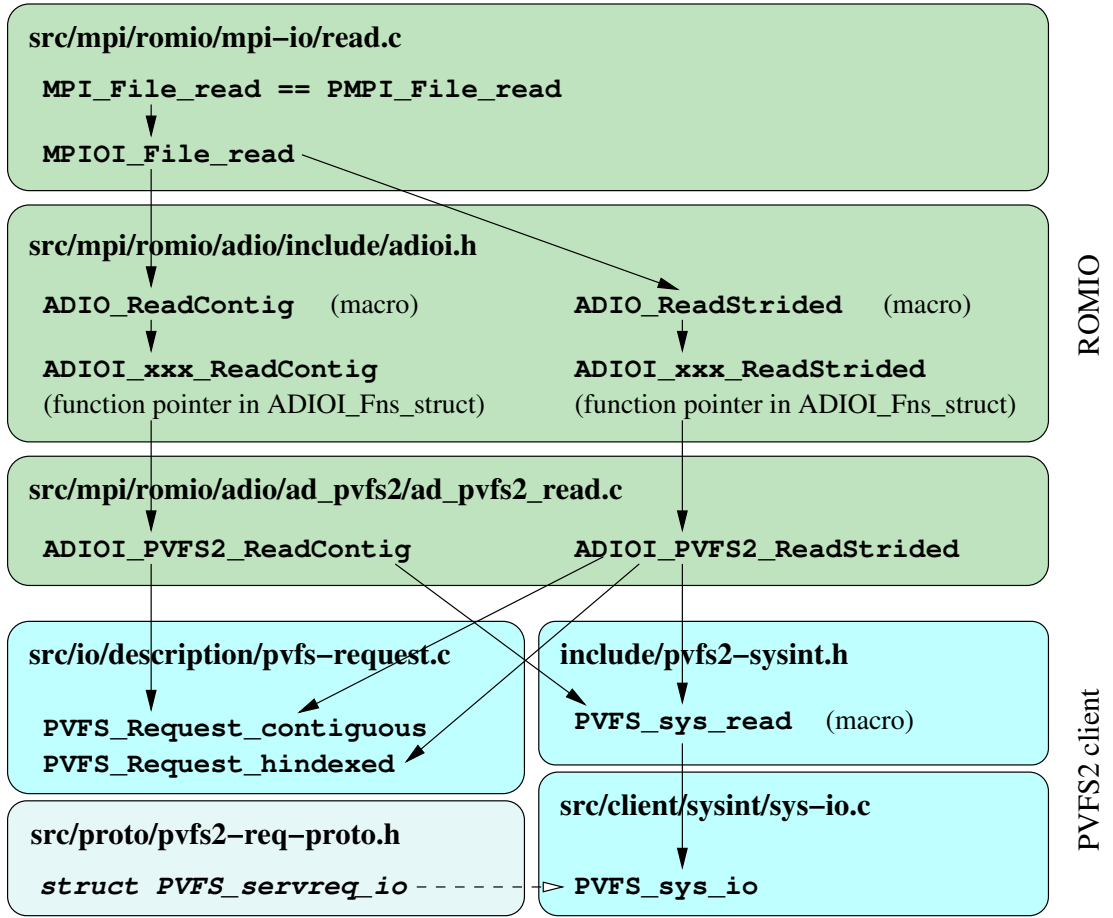 src/mpi/romio/mpi−io/read.c
MPI_File_read == PMPI_File_read
MPIOI_File_read
src/mpi/romio/adio/include/adioi.h
ADIO_ReadContig (macro)
ADIO_ReadStrided (macro)
ADIOI_xxx_ReadContig
ADIOI_xxx_ReadStrided
(function pointer in ADIOI_Fns_struct)
(function pointer in ADIOI_Fns_struct)
ROMIO
src/mpi/romio/adio/ad_pvfs2/ad_pvfs2_read.c
ADIOI_PVFS2_ReadContig
ADIOI_PVFS2_ReadStrided
src/io/description/pvfs−request.c
PVFS_Request_contiguous
PVFS_Request_hindexed
include/pvfs2−sysint.h
PVFS_sys_read (macro)
PVFS2 client
src/proto/pvfs2−req−proto.h
struct PVFS_servreq_io
src/client/sysint/sys−io.c
PVFS_sys_io